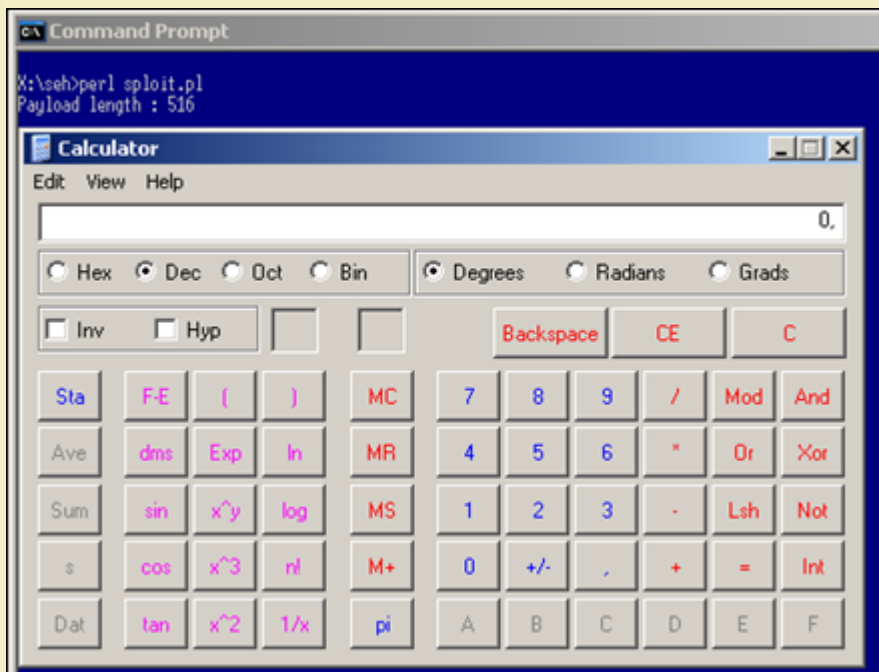 Command Prompt
X:\seh>perl sploit.pl
Payload length : 516
Calculator
Edit View Help
0,
Hex Dec Oct Bin Degrees Radians Grads
Inv Hyp Backspace CE C
Sta F-E ( ) MC 7 8 9 / Mod And
Ave dms Exp ln MR 4 5 6 * Or Xor
Sum sin x^y log MS 1 2 3 - Lsh Not
s cos x^3 n! M+ 0 +/- , + = Int
Dat tan x^2 1/x pi A B C D E F